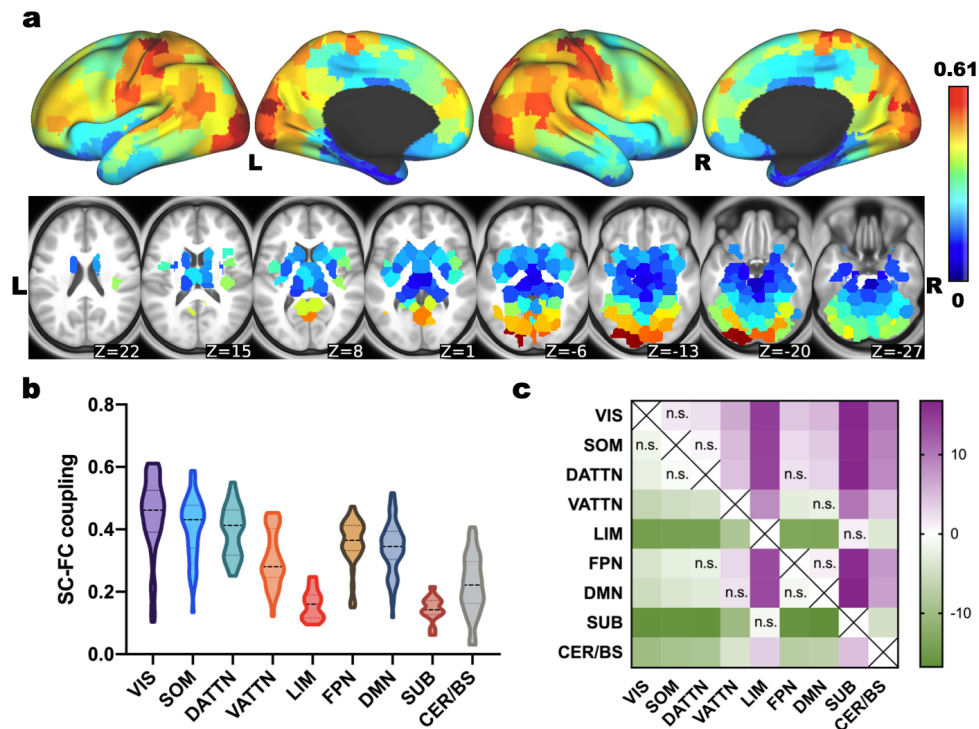 a
0.61
L
R
L
R
0
Z=22
Z=15
Z=8
Z=1
Z=-6
Z=-13
Z=-20
Z=-27
b
SC-FC coupling
0.8
0.6
0.4
0.2
0.0
VIS
SOM
DATTN
VATTN
LIM
FPN
DMN
SUB
CER/BS
c
VIS
n.s.
SOM
n.s.
n.s.
DATTN
n.s.
n.s.
VATTN
n.s.
LIM
n.s.
FPN
n.s.
n.s.
DMN
n.s.
n.s.
SUB
n.s.
CER/BS
VIS
SOM
DATTN
VATTN
LIM
FPN
DMN
SUB
CER/BS
10
0
-10